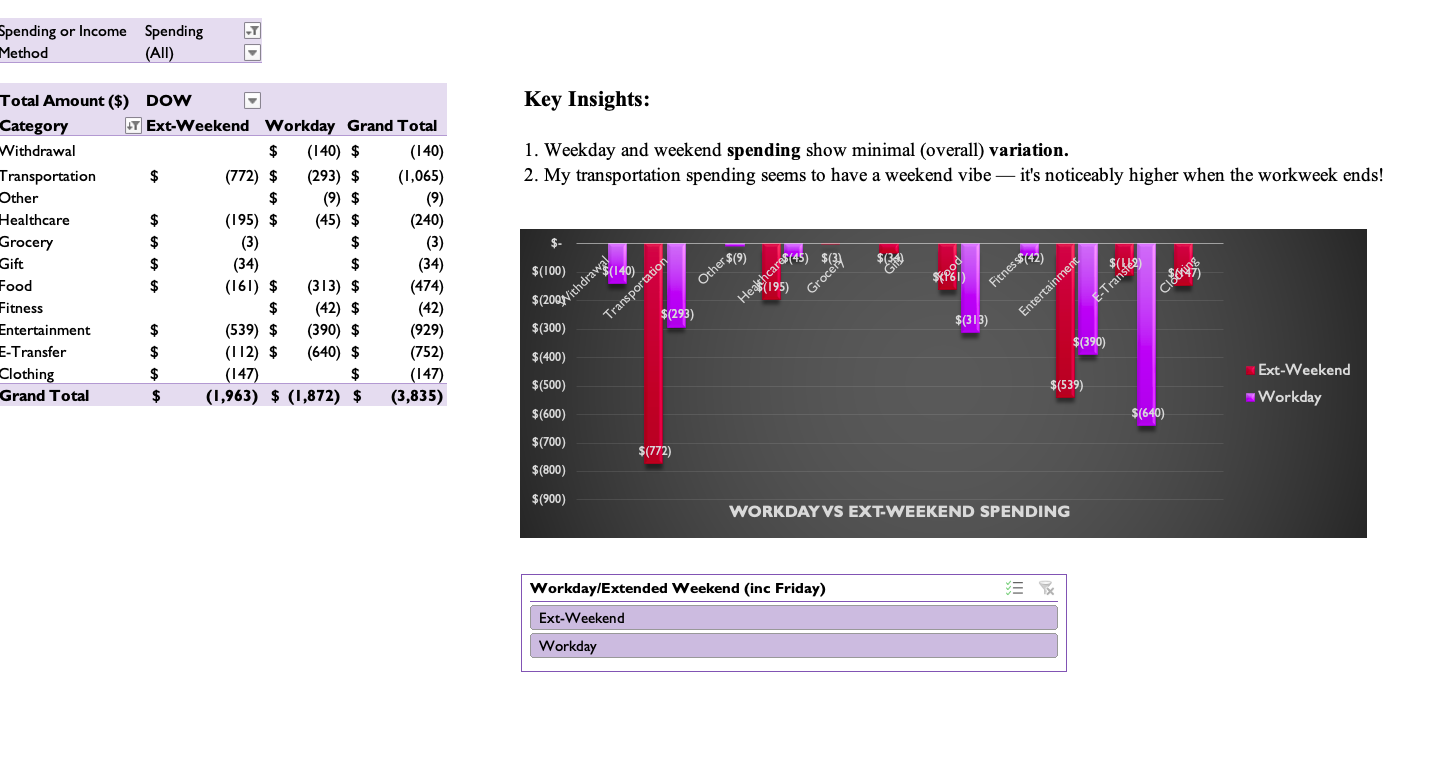 Spending or Income Spending
Method (All)
Total Amount ($) DOW
Category Ext-Weekend Workday Grand Total
Withdrawal $ (140) $ (140)
Transportation $ (772) $ (293) $ (1,065)
Other $ (9) $ (9)
Healthcare $ (195) $ (45) $ (240)
Grocery $ (3) $ (3)
Gift $ (34) $ (34)
Food $ (161) $ (313) $ (474)
Fitness $ (42) $ (42)
Entertainment $ (539) $ (390) $ (929)
E-Transfer $ (112) $ (640) $ (752)
Clothing $ (147) $ (147)
Grand Total $ (1,963) $ (1,872) $ (3,835)
Key Insights:
1. Weekday and weekend spending show minimal (overall) variation.
2. My transportation spending seems to have a weekend vibe — it's noticeably higher when the workweek ends!
$-
$(100)
$(200)
$(300)
$(400)
$(500)
$(600)
$(700)
$(800)
$(900)
Withdrawal
Transportation
Other
Healthcare
Grocery
Gift
Food
Fitness
Entertainment
E-Transfer
Clothing
$(140)
$(772)
$(293)
$(9)
$(195)
$(45)
$(3)
$(34)
$(161)
$(313)
$(42)
$(539)
$(390)
$(112)
$(640)
$(147)
Ext-Weekend
Workday
WORKDAY VS EXT-WEEKEND SPENDING
Workday/Extended Weekend (inc Friday)
Ext-Weekend
Workday